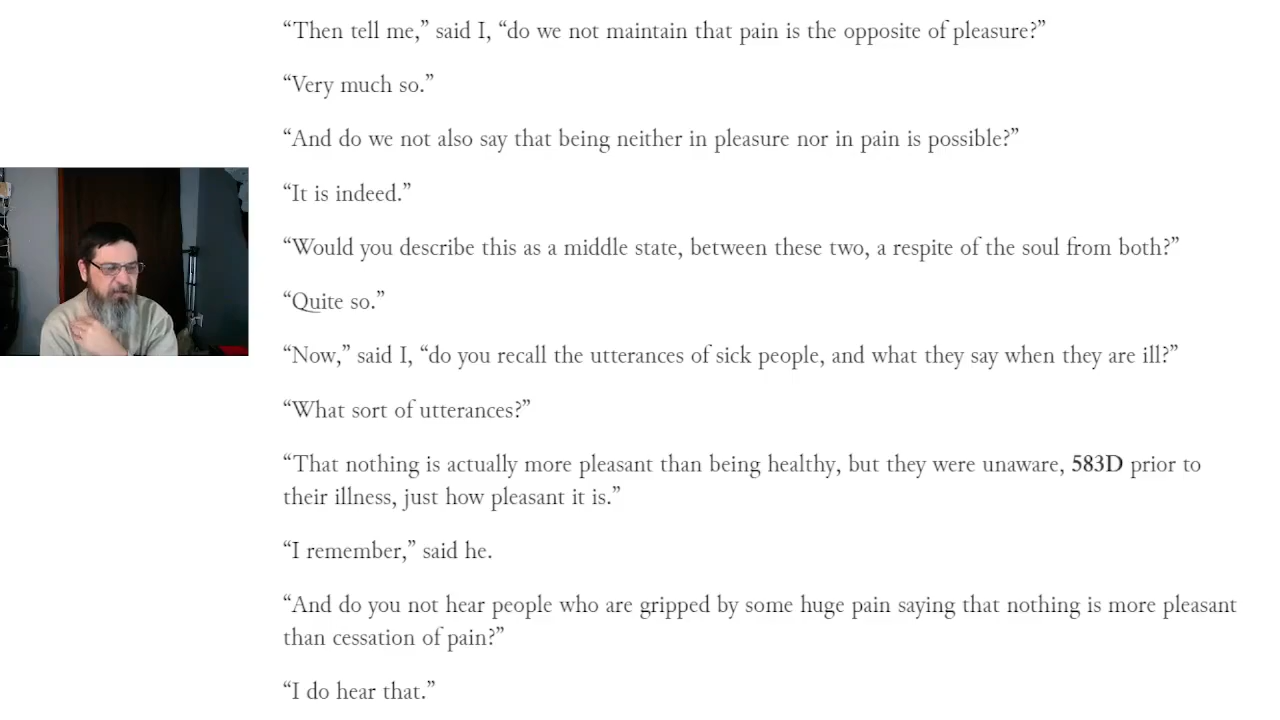 “Then tell me,” said I, “do we not maintain that pain is the opposite of pleasure?”
“Very much so.”
“And do we not also say that being neither in pleasure nor in pain is possible?”
“It is indeed.”
“Would you describe this as a middle state, between these two, a respite of the soul from both?”
“Quite so.”
“Now,” said I, “do you recall the utterances of sick people, and what they say when they are ill?”
“What sort of utterances?”
“That nothing is actually more pleasant than being healthy, but they were unaware, 583D prior to
their illness, just how pleasant it is.”
“I remember,” said he.
“And do you not hear people who are gripped by some huge pain saying that nothing is more pleasant
than cessation of pain?”
“I do hear that.”